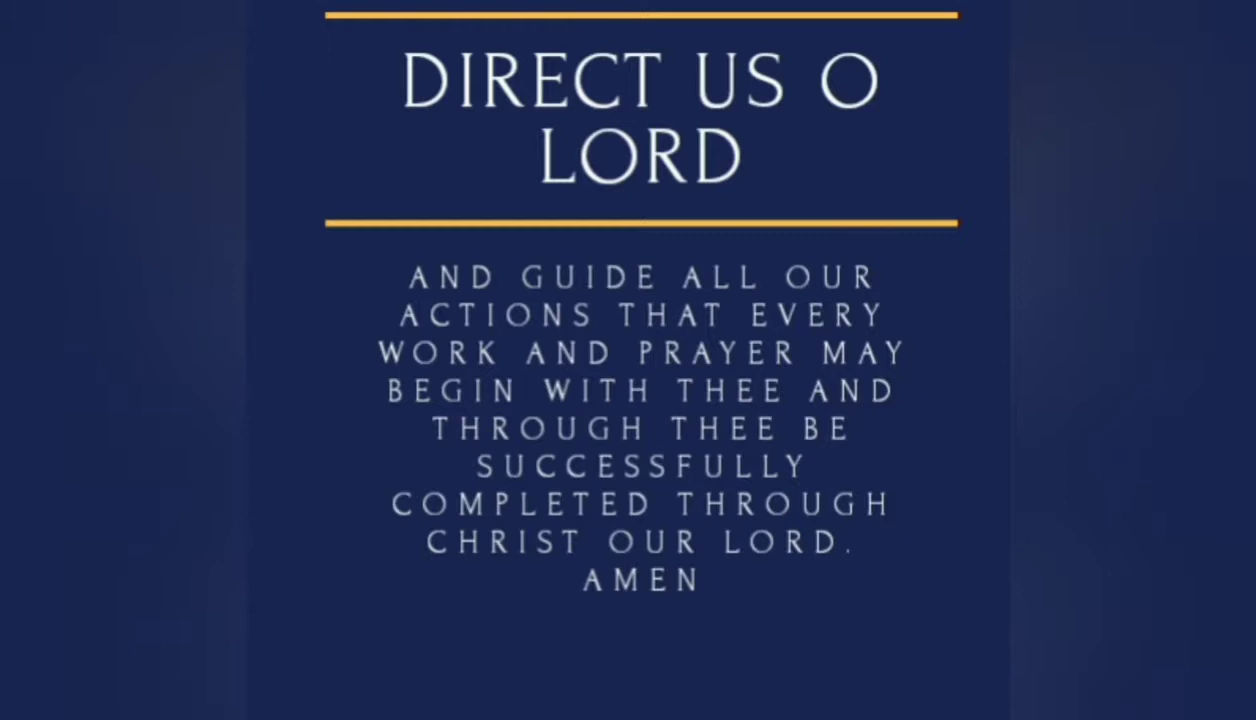 DIRECT US O
LORD
AND GUIDE ALL OUR
ACTIONS THAT EVERY
WORK AND PRAYER MAY
BEGIN WITH THEE AND
THROUGH THEE BE
SUCCESSFULLY
COMPLETED THROUGH
CHRIST OUR LORD.
AMEN